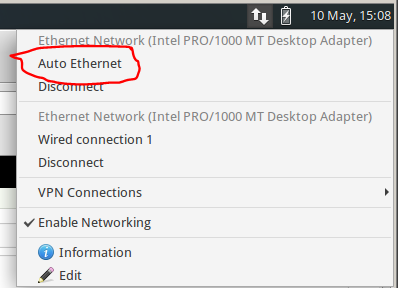 10 May, 15:08
Ethernet Network (Intel PRO/1000 MT Desktop Adapter)
Auto Ethernet
Disconnect
Ethernet Network (Intel PRO/1000 MT Desktop Adapter)
Wired connection 1
Disconnect
VPN Connections
Enable Networking
Information
Edit